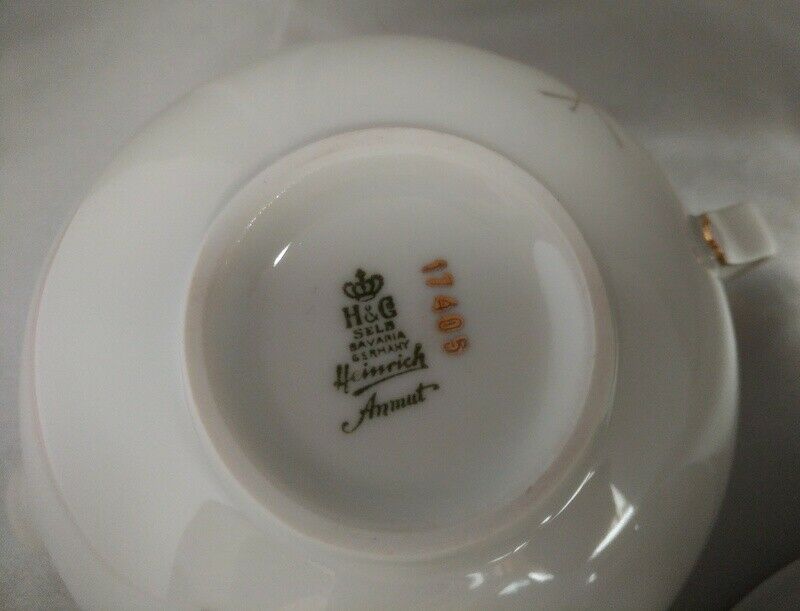 H&C
SELB
BAVARIA
GERMANY
Heinrich
Anmut
17405